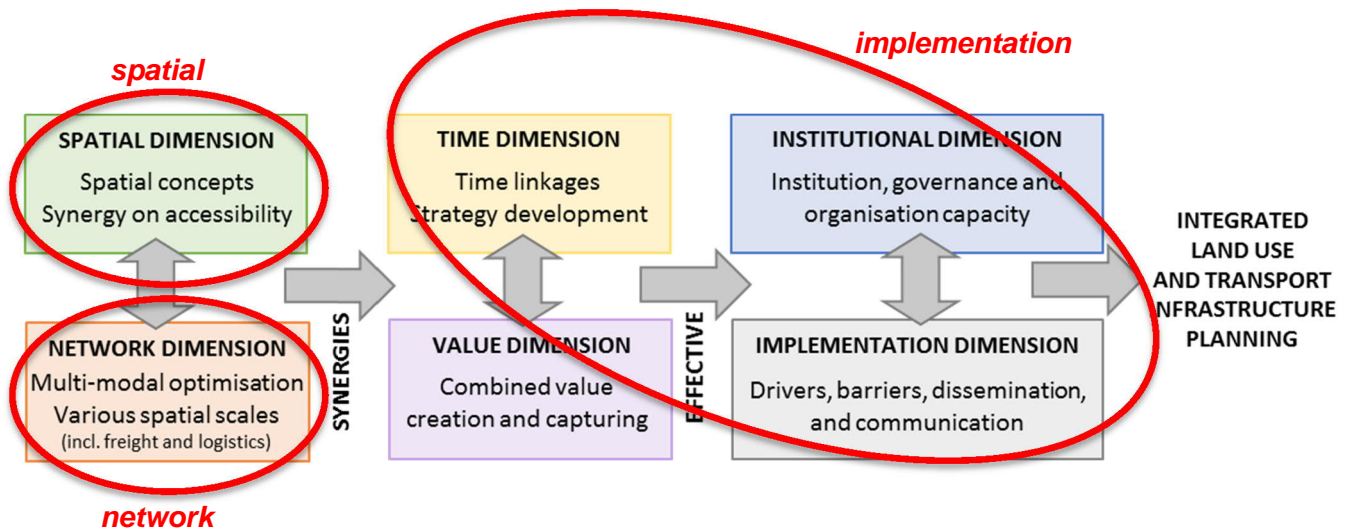 implementation
spatial
SPATIAL DIMENSION
Spatial concepts
Synergy on accessibility
TIME DIMENSION
Time linkages
Strategy development
INSTITUTIONAL DIMENSION
Institution, governance and
organisation capacity
INTEGRATED
LAND USE
AND TRANSPORT
NFRASTRUCTURE
PLANNING
SYNERGIES
EFFECTIVE
NETWORK DIMENSION
Multi-modal optimisation
Various spatial scales
(incl. freight and logistics)
VALUE DIMENSION
Combined value
creation and capturing
IMPLEMENTATION DIMENSION
Drivers, barriers, dissemination,
and communication
network